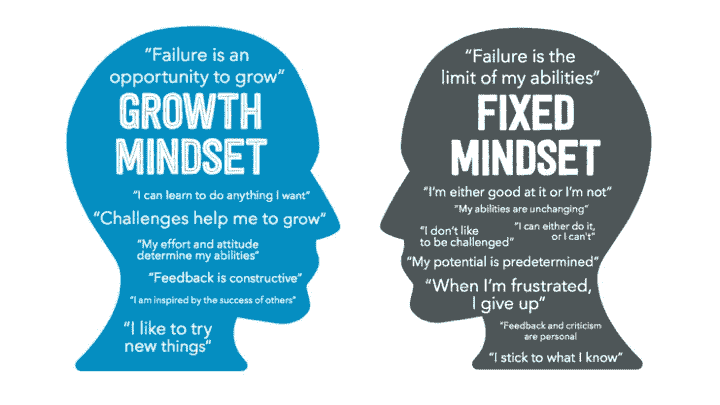 “Failure is an
opportunity to grow”
GROWTH
MINDSET
“I can learn to do anything I want”
“Challenges help me to grow”
“My effort and attitude
determine my abilities”
“Feedback is constructive”
“I am inspired by the success of others”
“I like to try
new things”
“Failure is the
limit of my abilities”
FIXED
MINDSET
“I’m either good at it or I’m not”
“My abilities are unchanging”
“I don’t like
to be challenged”
“I can either do it,
or I can’t”
“My potential is predetermined”
“When I’m frustrated,
I give up”
“Feedback and criticism
are personal
“I stick to what I know”